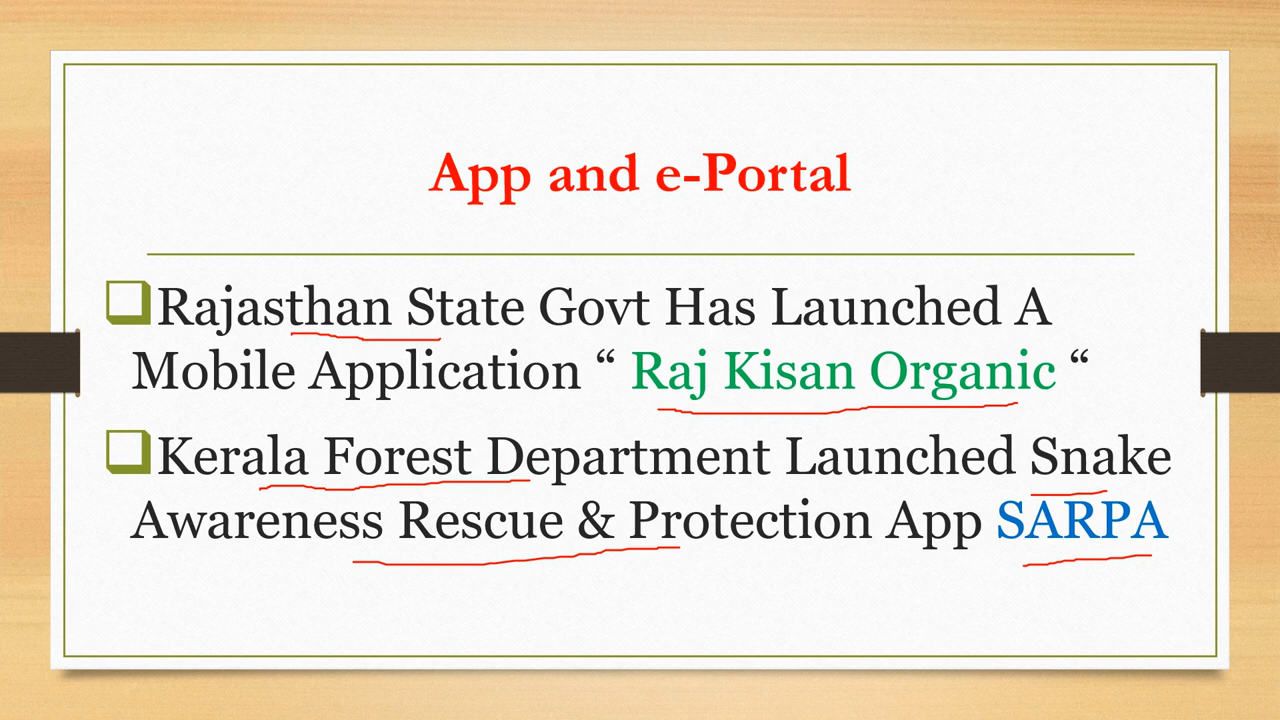 App and e-Portal
Rajasthan State Govt Has Launched A
Mobile Application “ Raj Kisan Organic “
Kerala Forest Department Launched Snake
Awareness Rescue & Protection App SARPA